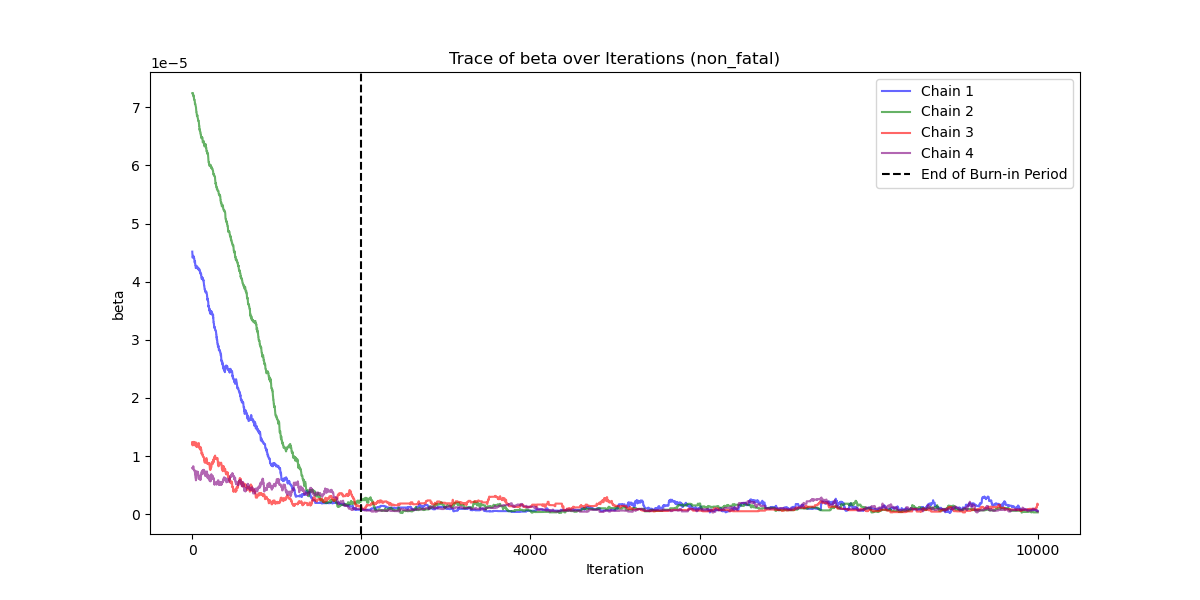 Trace of beta over Iterations (non_fatal)
1e−5
7
6
5
4
3
2
1
0
beta
0 2000 4000 6000 8000 10000
Iteration
Chain 1
Chain 2
Chain 3
Chain 4
End of Burn-in Period